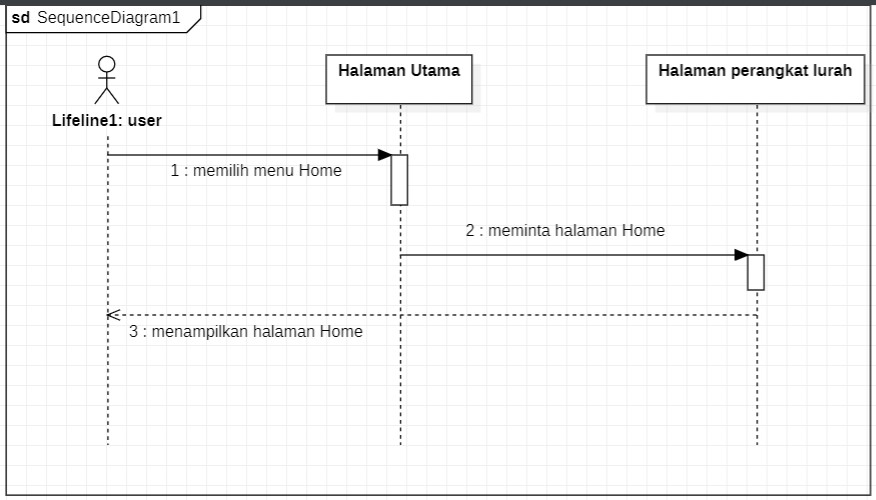 sd SequenceDiagram1
Halaman Utama
Halaman perangkat lurah
Lifeline1: user
1 : memilih menu Home
2 : meminta halaman Home
3 : menampilkan halaman Home